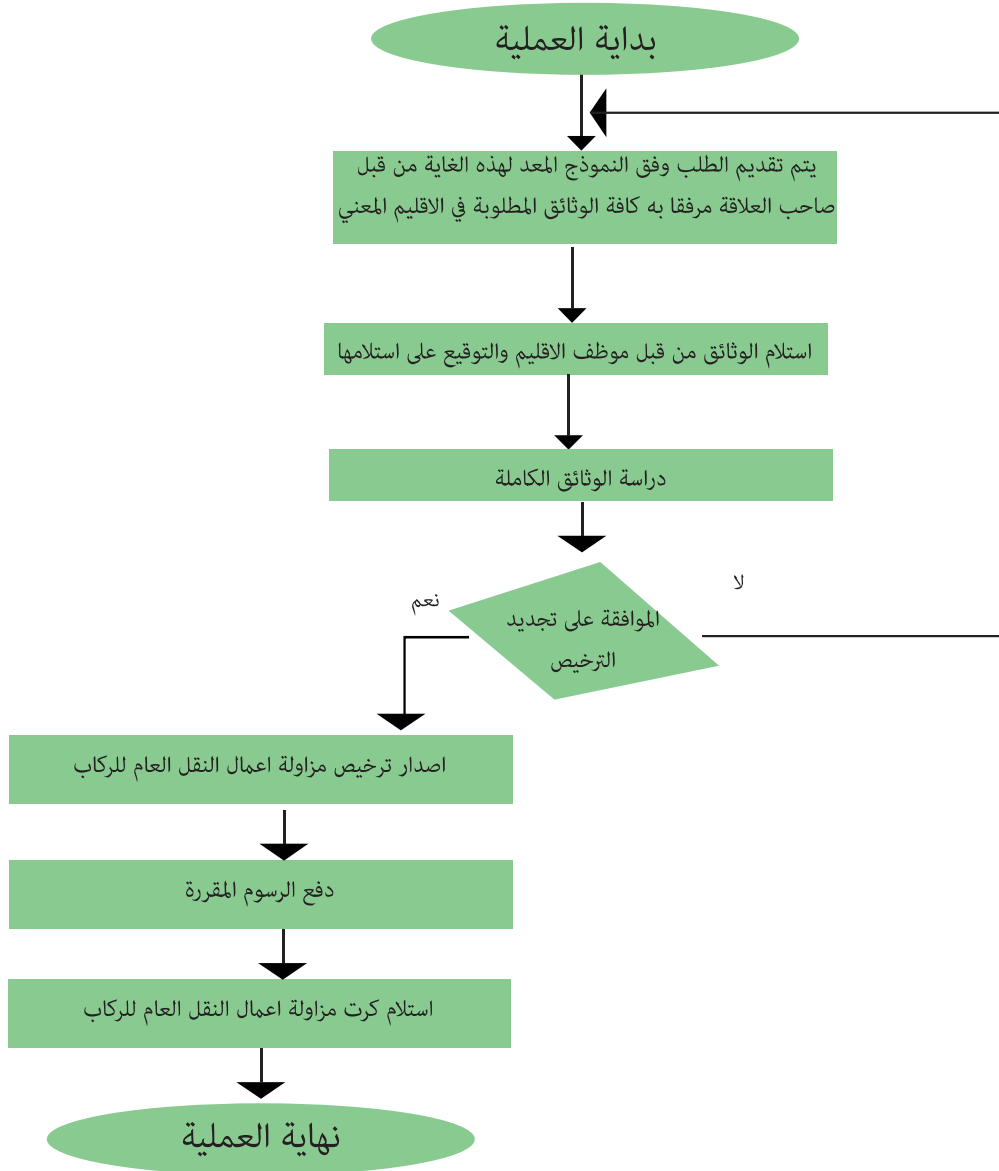 بداية العملية
يتم تقديم الطلب وفق النموذج المعد لهذه الغاية من قبل
صاحب العلاقة مرفقا به كافة الوثائق المطلوبة في الاقليم المعني
استلام الوثائق من قبل موظف الاقليم والتوقيع على استلامها
دراسة الوثائق الكاملة
لا
نعم
الموافقة على تجديد
الترخيص
اصدار ترخيص مزاولة اعمال النقل العام للركاب
دفع الرسوم المقررة
استلام كرت مزاولة اعمال النقل العام للركاب
نهاية العملية